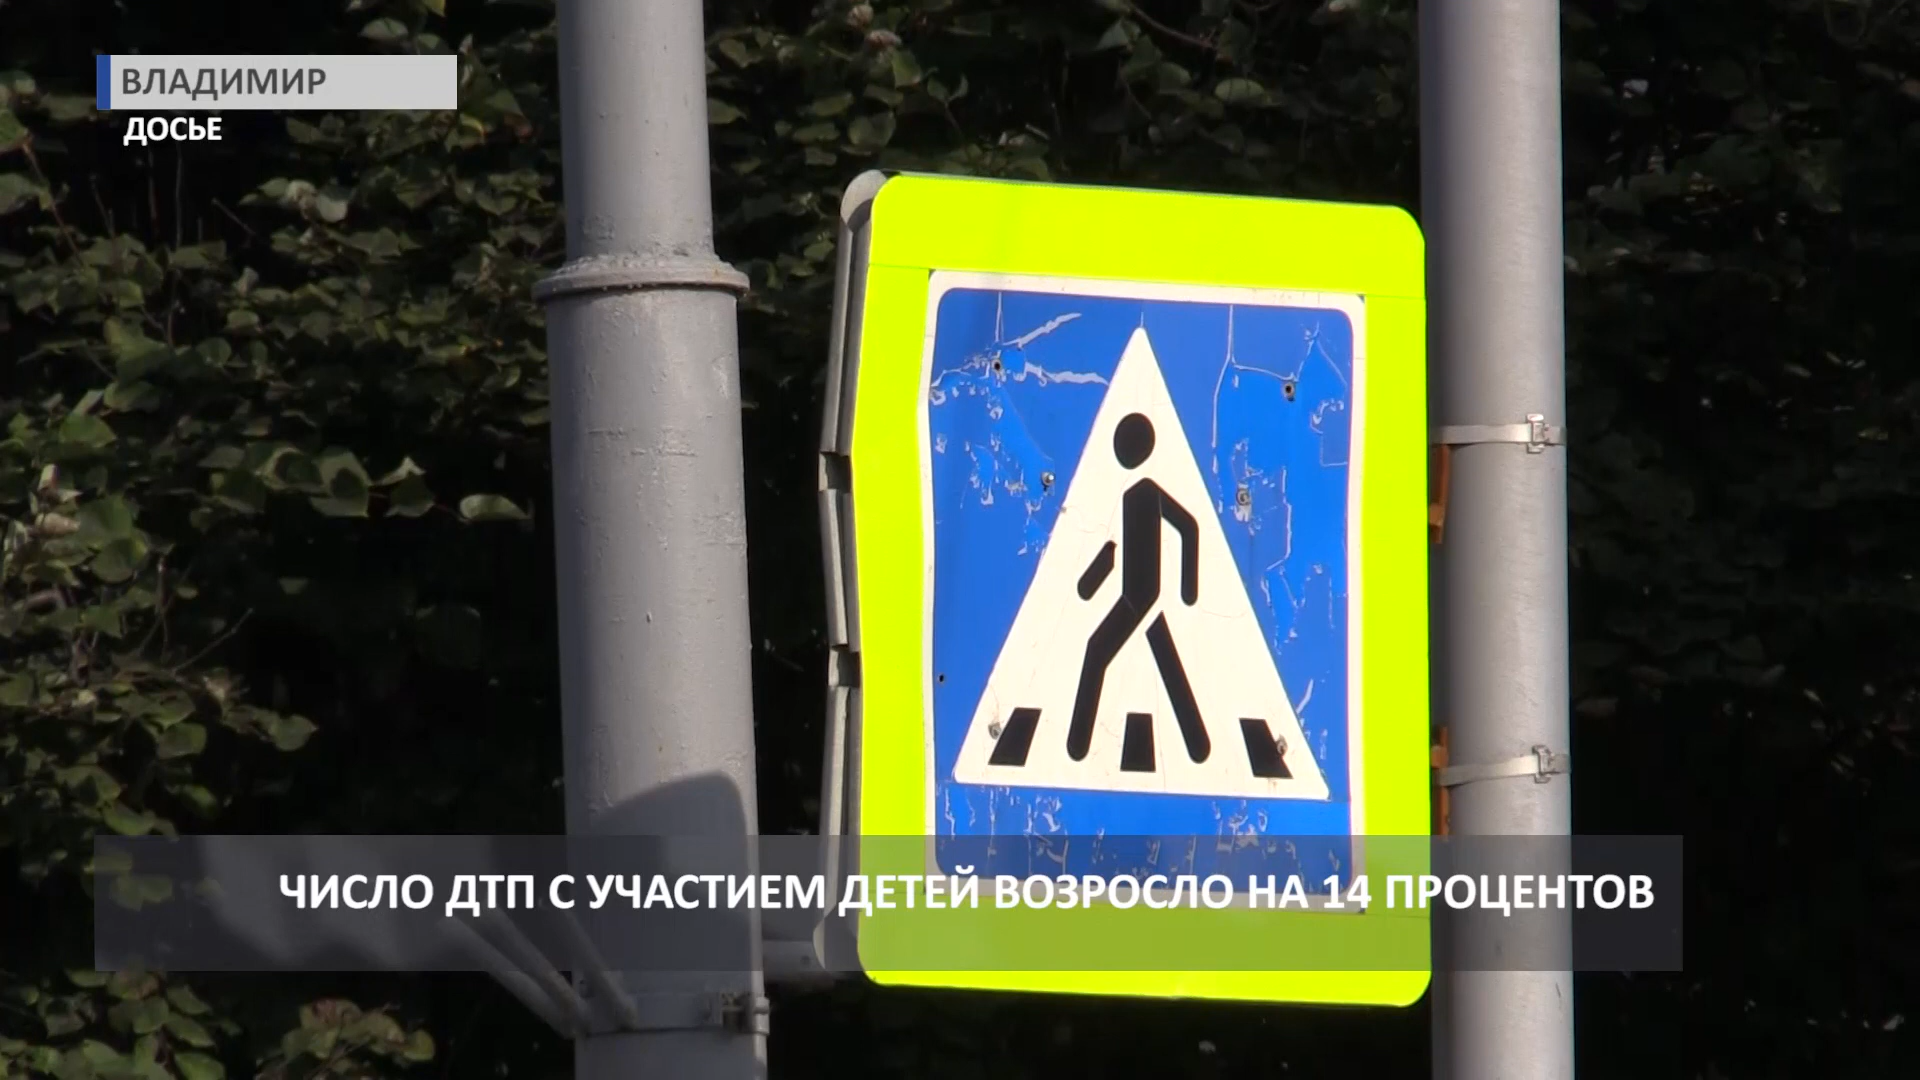 ВЛАДИМИР
ДОСЬЕ
ЧИСЛО ДТП С УЧАСТИЕМ ДЕТЕЙ ВОЗРОСЛО НА 14 ПРОЦЕНТОВ